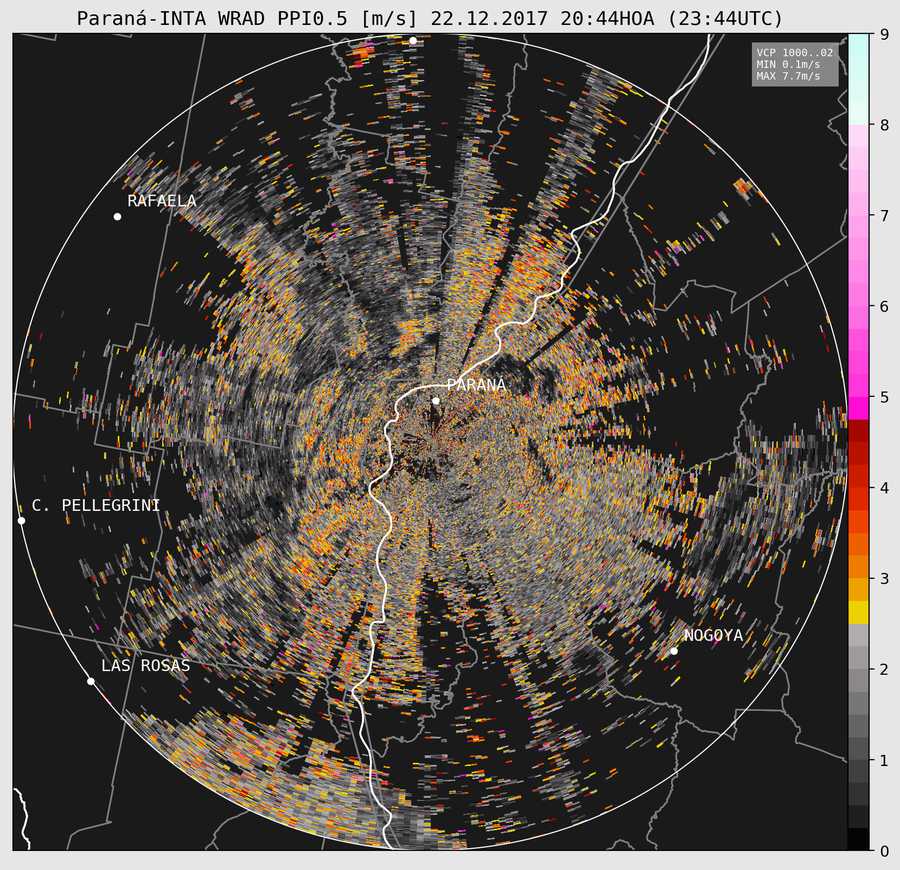 Paraná-INTA WRAD PPI0.5 [m/s] 22.12.2017 20:44HOA (23:44UTC)
VCP 1000..02
MIN 0.1m/s
MAX 7.7m/s
RAFAELA
PARANÁ
C. PELLEGRINI
NOGOYA
LAS ROSAS
9
8
7
6
5
4
3
2
1
0